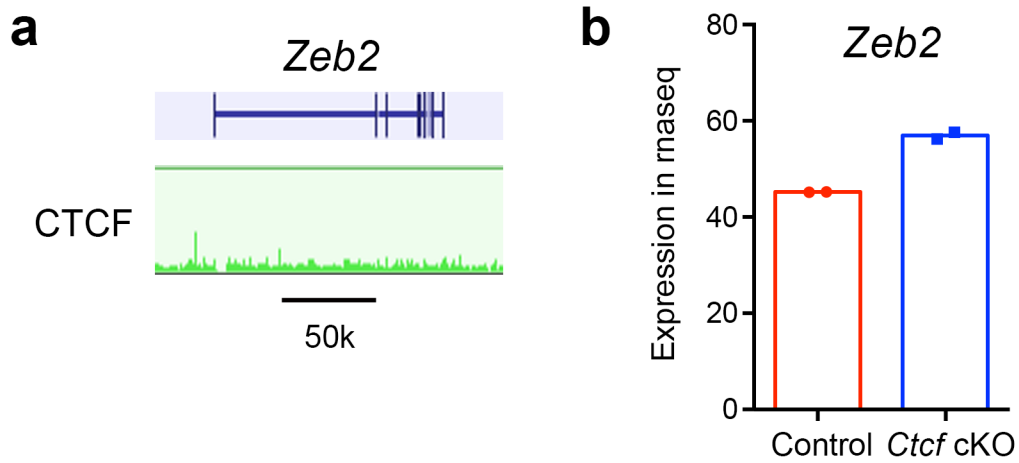 a
Zeb2
CTCF
50k
b
Zeb2
Expression in rnaseq
80
60
40
20
0
Control
Ctcf cKO